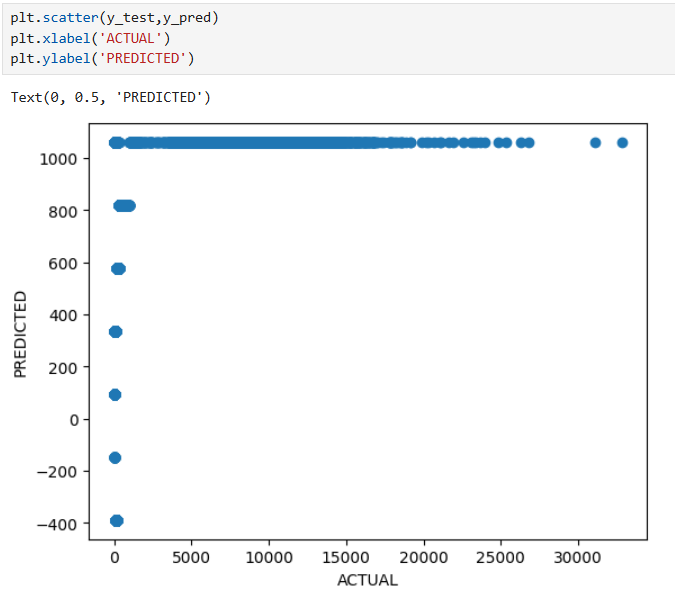 plt.scatter(y_test,y_pred)
plt.xlabel('ACTUAL')
plt.ylabel('PREDICTED')
Text(0, 0.5, 'PREDICTED')
1000
800
600
400
200
0
−200
−400
PREDICTED
0 5000 10000 15000 20000 25000 30000
ACTUAL